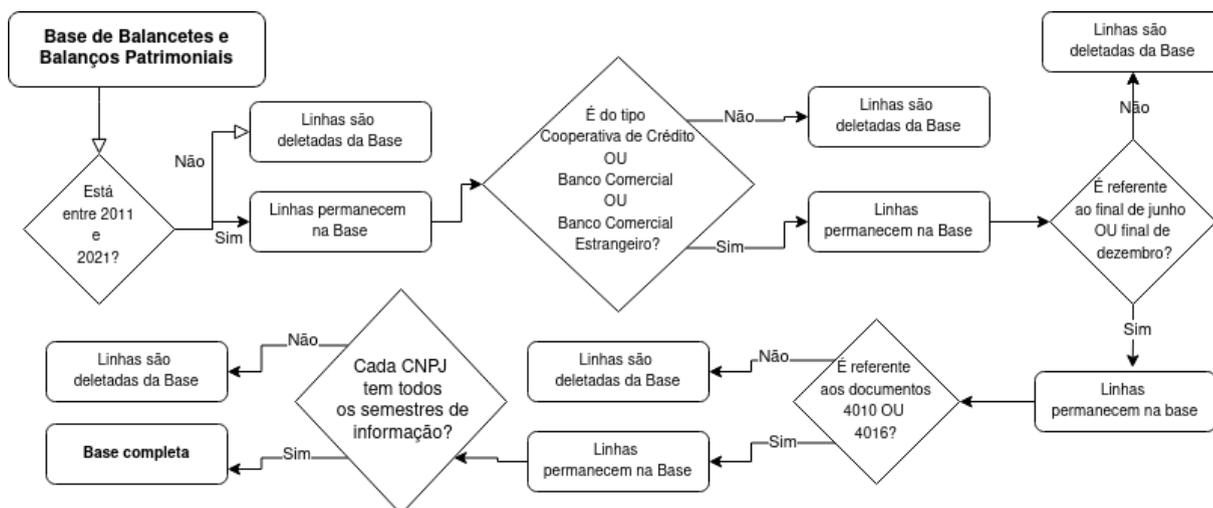 Base de Balancetes e
Balanços Patrimoniais
Está
entre 2011
e
2021?
Não
Linhas são
deletadas da Base
Sim
Linhas permanecem
na Base
É do tipo
Cooperativa de Crédito
OU
Banco Comercial
OU
Banco Comercial
Estrangeiro?
Não
Linhas são
deletadas da Base
Sim
Linhas
permanecem na Base
É referente
ao final de junho
OU final de
dezembro?
Não
Linhas são
deletadas da Base
Sim
Linhas
permanecem na base
É referente
aos documentos
4010 OU
4016?
Não
Linhas são
deletadas da Base
Sim
Linhas
permanecem na Base
Cada CNPJ
tem todos
os semestres de
informação?
Não
Linhas são
deletadas da Base
Sim
Base completa